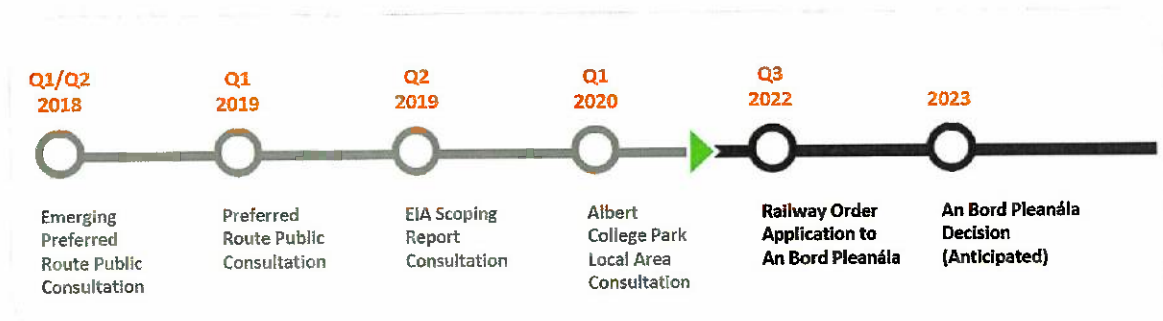 Q1/Q2
2018
Q1
2019
Q2
2019
Q1
2020
Q3
2022
2023
Emerging
Preferred
Route Public
Consultation
Preferred
Route Public
Consultation
EIA Scoping
Report
Consultation
Albert
College Park
Local Area
Consultation
Railway Order
Application to
An Bord Pleanála
An Bord Pleanála
Decision
(Anticipated)